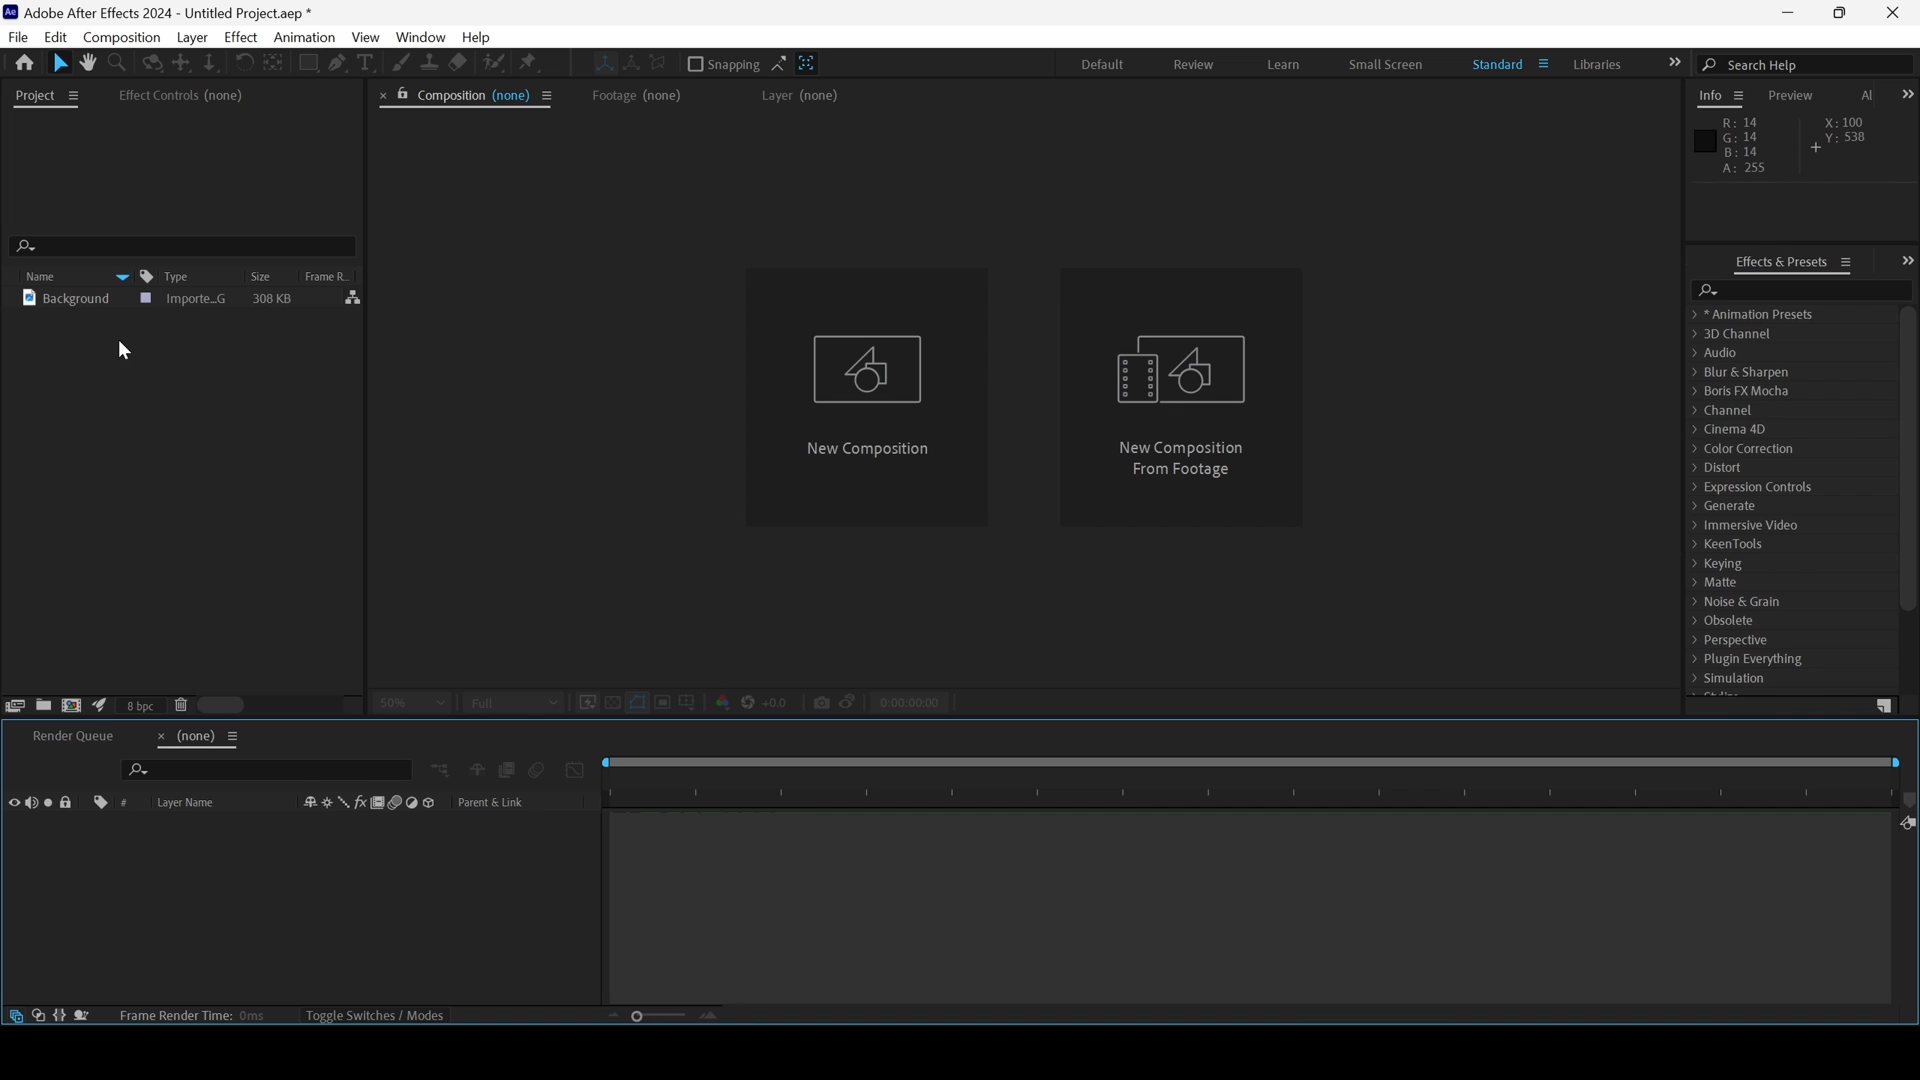 Ae Adobe After Effects 2024 - Untitled Project.aep *
File Edit Composition Layer Effect Animation View Window Help
Snapping Default Review Learn Small Screen Standard Libraries Search Help
Project Effect Controls (none) Composition (none) Footage (none) Layer (none) Info Preview Al
R: 14 X: 100
G: 14 Y: 538
B: 14
A: 255
Name Type Size Frame R...
Background Importe...G 308 KB
New Composition
New Composition
From Footage
Effects & Presets
* Animation Presets
3D Channel
Audio
Blur & Sharpen
Boris FX Mocha
Channel
Cinema 4D
Color Correction
Distort
Expression Controls
Generate
Immersive Video
KeenTools
Keying
Matte
Noise & Grain
Obsolete
Perspective
Plugin Everything
Simulation
8 bpc 50% Full +0.0 0:00:00:00
Render Queue (none)
# Layer Name fx Parent & Link
Frame Render Time: 0ms Toggle Switches / Modes